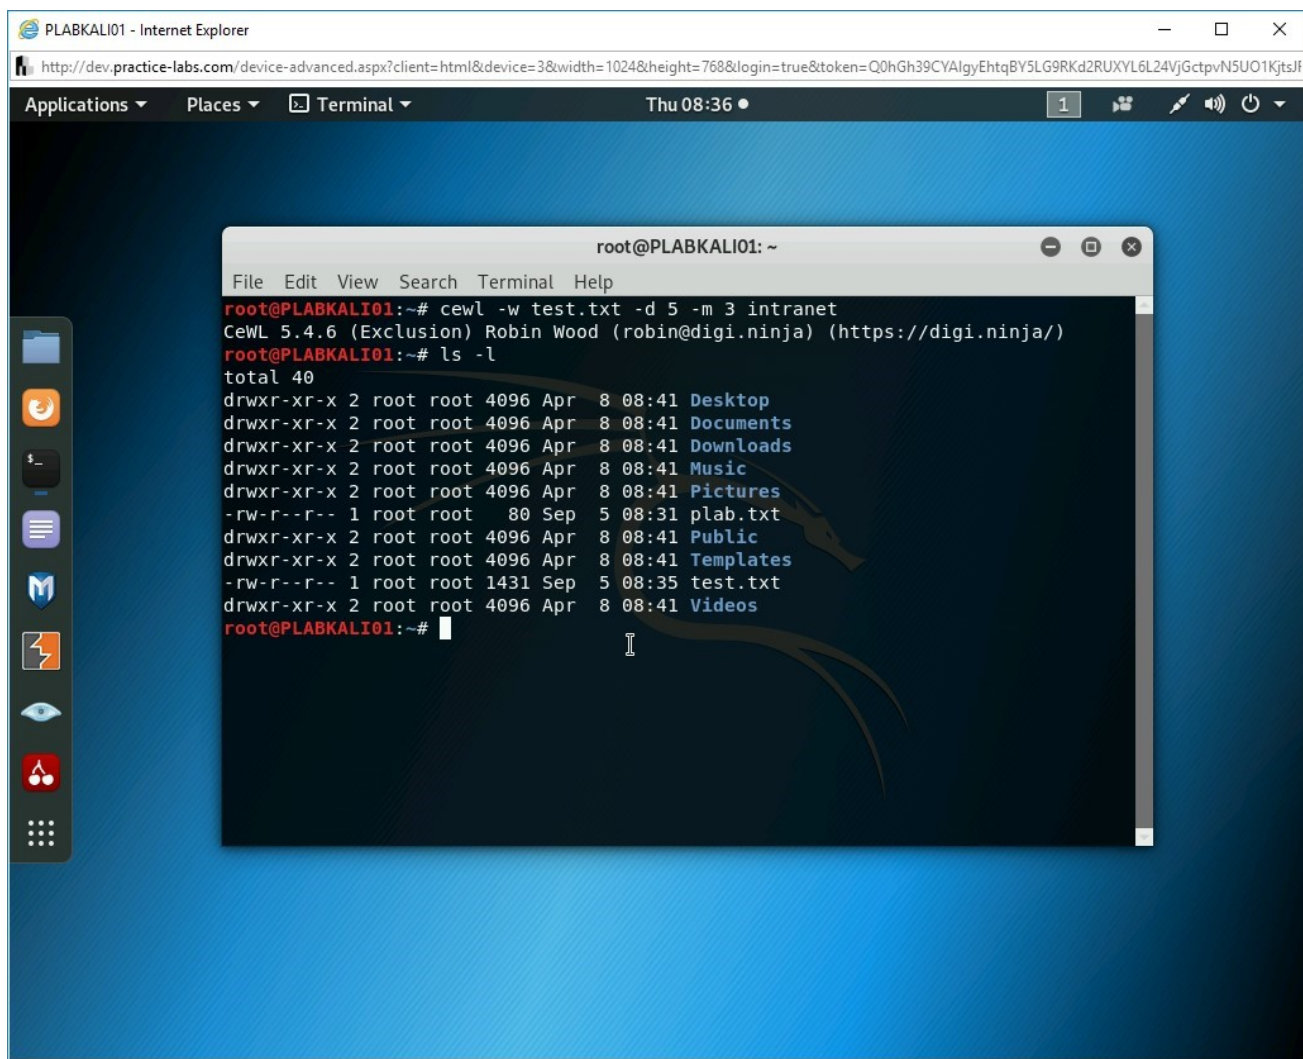 PLABKALI01 - Internet Explorer
http://dev.practice-labs.com/device-advanced.aspx?client=html&device=3&width=1024&height=768&login=true&token=
Applications Places Terminal Thu 08:36 1
root@PLABKALI01: ~
File Edit View Search Terminal Help
root@PLABKALI01:~# cewl -w test.txt -d 5 -m 3 intranet
CeWL 5.4.6 (Exclusion) Robin Wood (robin@digi.ninja) (https://digi.ninja/)
root@PLABKALI01:~# ls -l
total 40
drwxr-xr-x 2 root root 4096 Apr  8 08:41 Desktop
drwxr-xr-x 2 root root 4096 Apr  8 08:41 Documents
drwxr-xr-x 2 root root 4096 Apr  8 08:41 Downloads
drwxr-xr-x 2 root root 4096 Apr  8 08:41 Music
drwxr-xr-x 2 root root 4096 Apr  8 08:41 Pictures
-rw-r--r-- 1 root root   80 Sep  5 08:31 plab.txt
drwxr-xr-x 2 root root 4096 Apr  8 08:41 Public
drwxr-xr-x 2 root root 4096 Apr  8 08:41 Templates
-rw-r--r-- 1 root root 1431 Sep  5 08:35 test.txt
drwxr-xr-x 2 root root 4096 Apr  8 08:41 Videos
root@PLABKALI01:~#